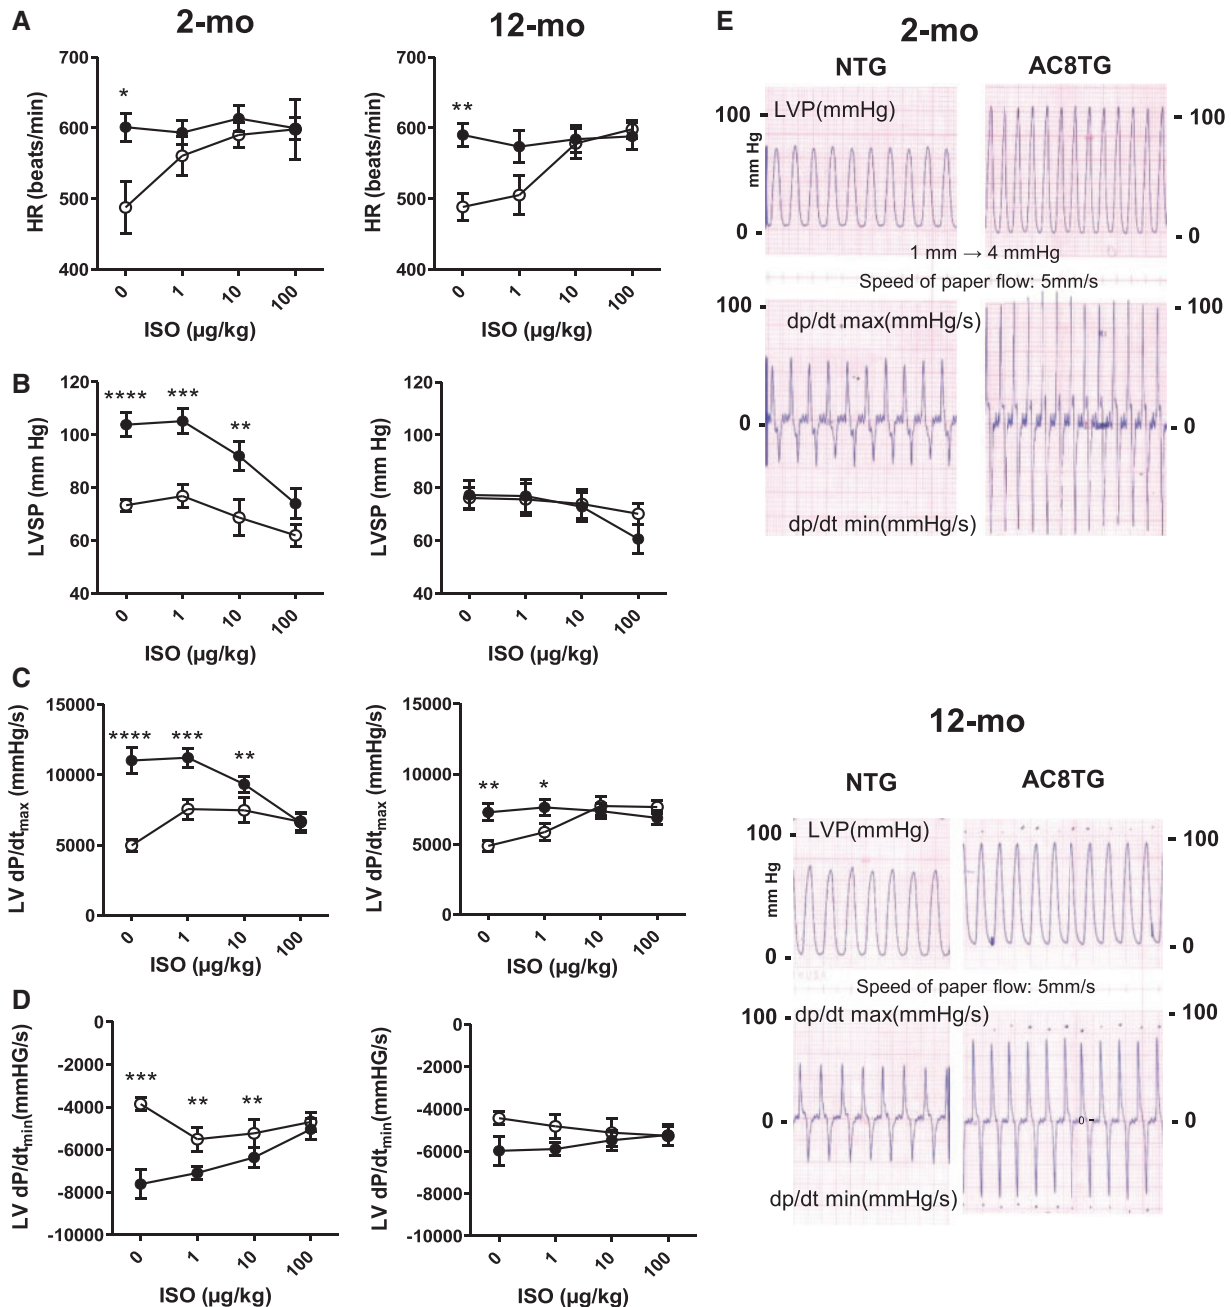 A
2-mo
12-mo
HR (beats/min)
700
600
500
400
*
0
1
10
100
ISO (µg/kg)
HR (beats/min)
700
600
500
400
**
0
1
10
100
ISO (µg/kg)
B
LVSP (mm Hg)
120
100
80
60
40
****
***
**
0
1
10
100
ISO (µg/kg)
LVSP (mm Hg)
120
100
80
60
40
0
1
10
100
ISO (µg/kg)
C
LV dP/dtmax (mmHg/s)
15000
10000
5000
0
****
***
**
0
1
10
100
ISO (µg/kg)
LV dP/dtmax (mmHg/s)
15000
10000
5000
0
**
*
0
1
10
100
ISO (µg/kg)
D
LV dP/dtmin(mmHG/s)
0
-2000
-4000
-6000
-8000
-10000
***
**
**
0
1
10
100
ISO (µg/kg)
LV dP/dtmin(mmHG/s)
0
-2000
-4000
-6000
-8000
-10000
0
1
10
100
ISO (µg/kg)
E
2-mo
NTG
AC8TG
100
LVP(mmHg)
100
mm Hg
0
0
1 mm → 4 mmHg
Speed of paper flow: 5mm/s
100
dp/dt max(mmHg/s)
100
0
0
dp/dt min(mmHg/s)
12-mo
NTG
AC8TG
100
LVP(mmHg)
100
mm Hg
0
0
Speed of paper flow: 5mm/s
100
dp/dt max(mmHg/s)
100
0
0
0
dp/dt min(mmHg/s)